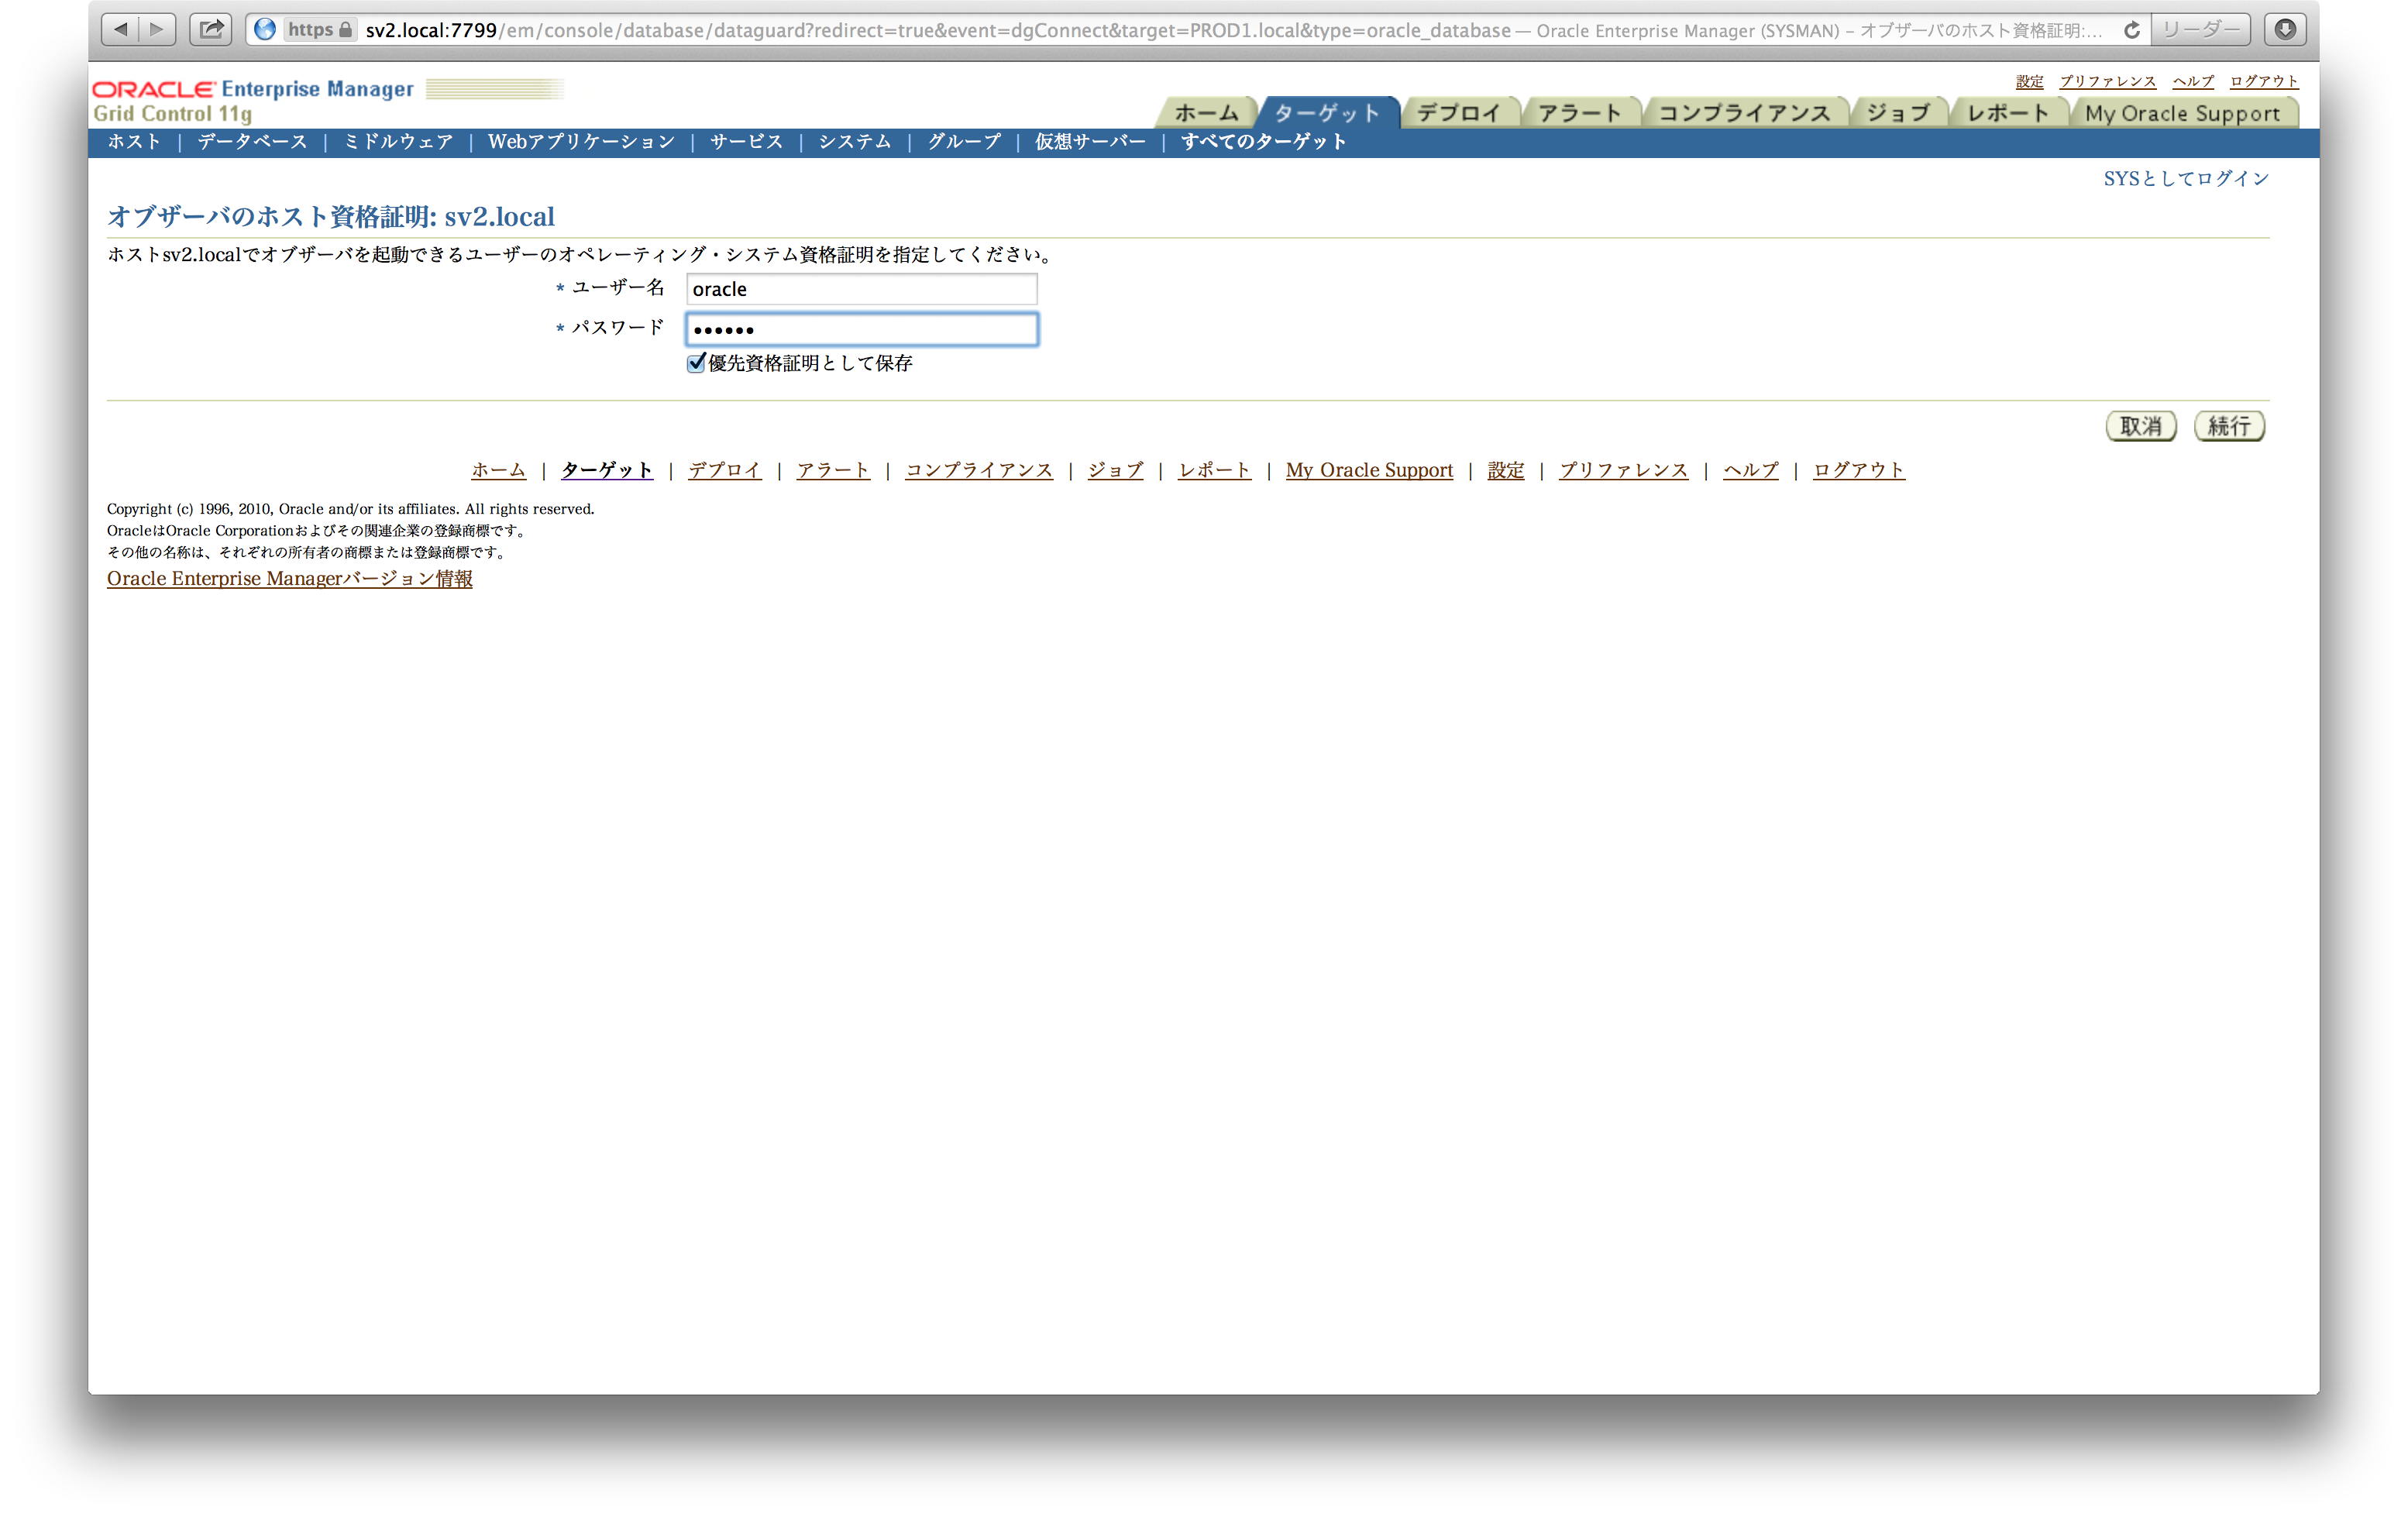 https sv2.local:7799/em/console/database/dataguard?redirect=true&event=dgConnect&target=PROD1.local&type=oracle_database — Oracle Enterprise Manager (SYSMAN) – オブザーバのホスト資格証明:... リーダー
設定 プリファレンス ヘルプ ログアウト
ORACLE Enterprise Manager
Grid Control 11g
ホーム ターゲット デプロイ アラート コンプライアンス ジョブ レポート My Oracle Support
ホスト | データベース | ミドルウェア | Webアプリケーション | サービス | システム | グループ | 仮想サーバー | すべてのターゲット
SYSとしてログイン
オブザーバのホスト資格証明: sv2.local
ホストsv2.localでオブザーバを起動できるユーザーのオペレーティング・システム資格証明を指定してください。
* ユーザー名 oracle
* パスワード ••••••
優先資格証明として保存
取消 続行
ホーム | ターゲット | デプロイ | アラート | コンプライアンス | ジョブ | レポート | My Oracle Support | 設定 | プリファレンス | ヘルプ | ログアウト
Copyright (c) 1996, 2010, Oracle and/or its affiliates. All rights reserved.
OracleはOracle Corporationおよびその関連企業の登録商標です。
その他の名称は、それぞれの所有者の商標または登録商標です。
Oracle Enterprise Managerバージョン情報